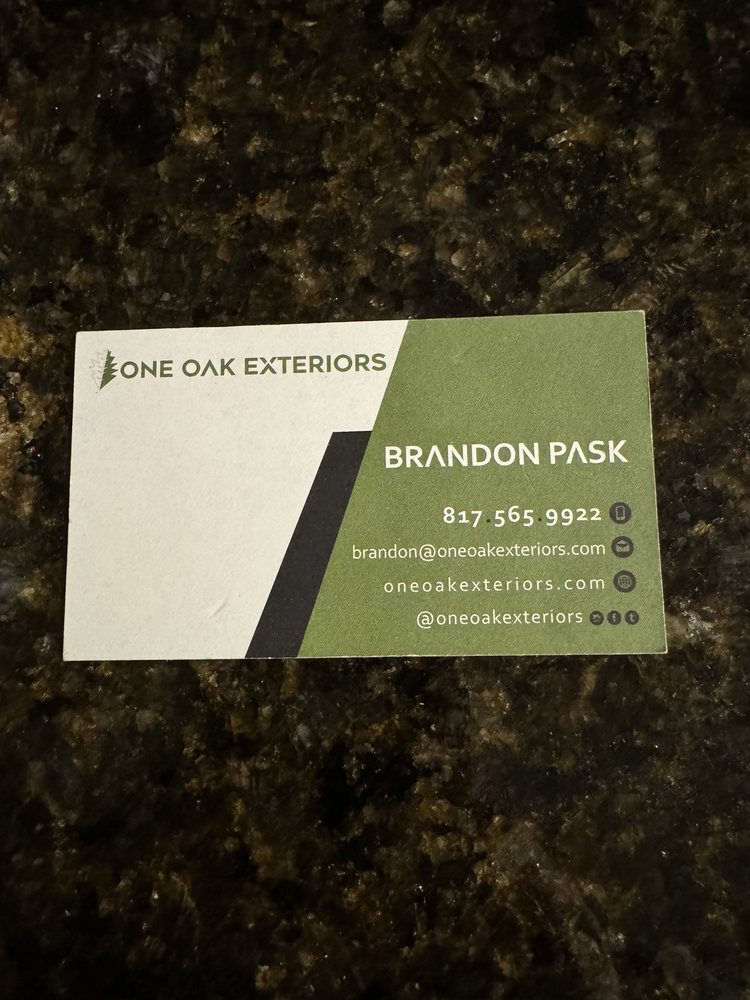 ONE OAK EXTERIORS
BRANDON PASK
817.565.9922
brandon@oneoakexteriors.com
oneoakexteriors.com
@oneoakexteriors